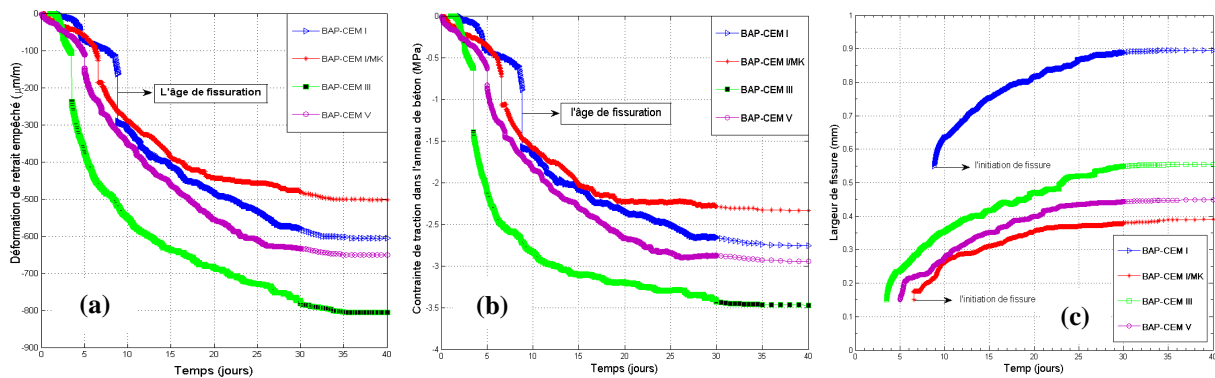 Déformation de retrait empêché (μm/m)
0
-100
-200
-300
-400
-500
-600
-700
-800
-900
0 5 10 15 20 25 30 35 40
Temps (jours)
BAP-CEM I
BAP-CEM I/MK
BAP-CEM III
BAP-CEM V
L'âge de fissuration
(a)
Contrainte de traction dans l'anneau de béton (MPa)
0
-0.5
-1
-1.5
-2
-2.5
-3
-3.5
-4
0 5 10 15 20 25 30 35 40
Temps (jours)
BAP-CEM I
BAP-CEM I/MK
BAP-CEM III
BAP-CEM V
l'âge de fissuration
(b)
Largeur de fissure (mm)
1
0.9
0.8
0.7
0.6
0.5
0.4
0.3
0.2
0.1
0
0 5 10 15 20 25 30 35 40
Temp (jours)
l'initiation de fissure
l'initiation de fissure
BAP-CEM I
BAP-CEM I/MK
BAP-CEM III
BAP-CEM V
(c)